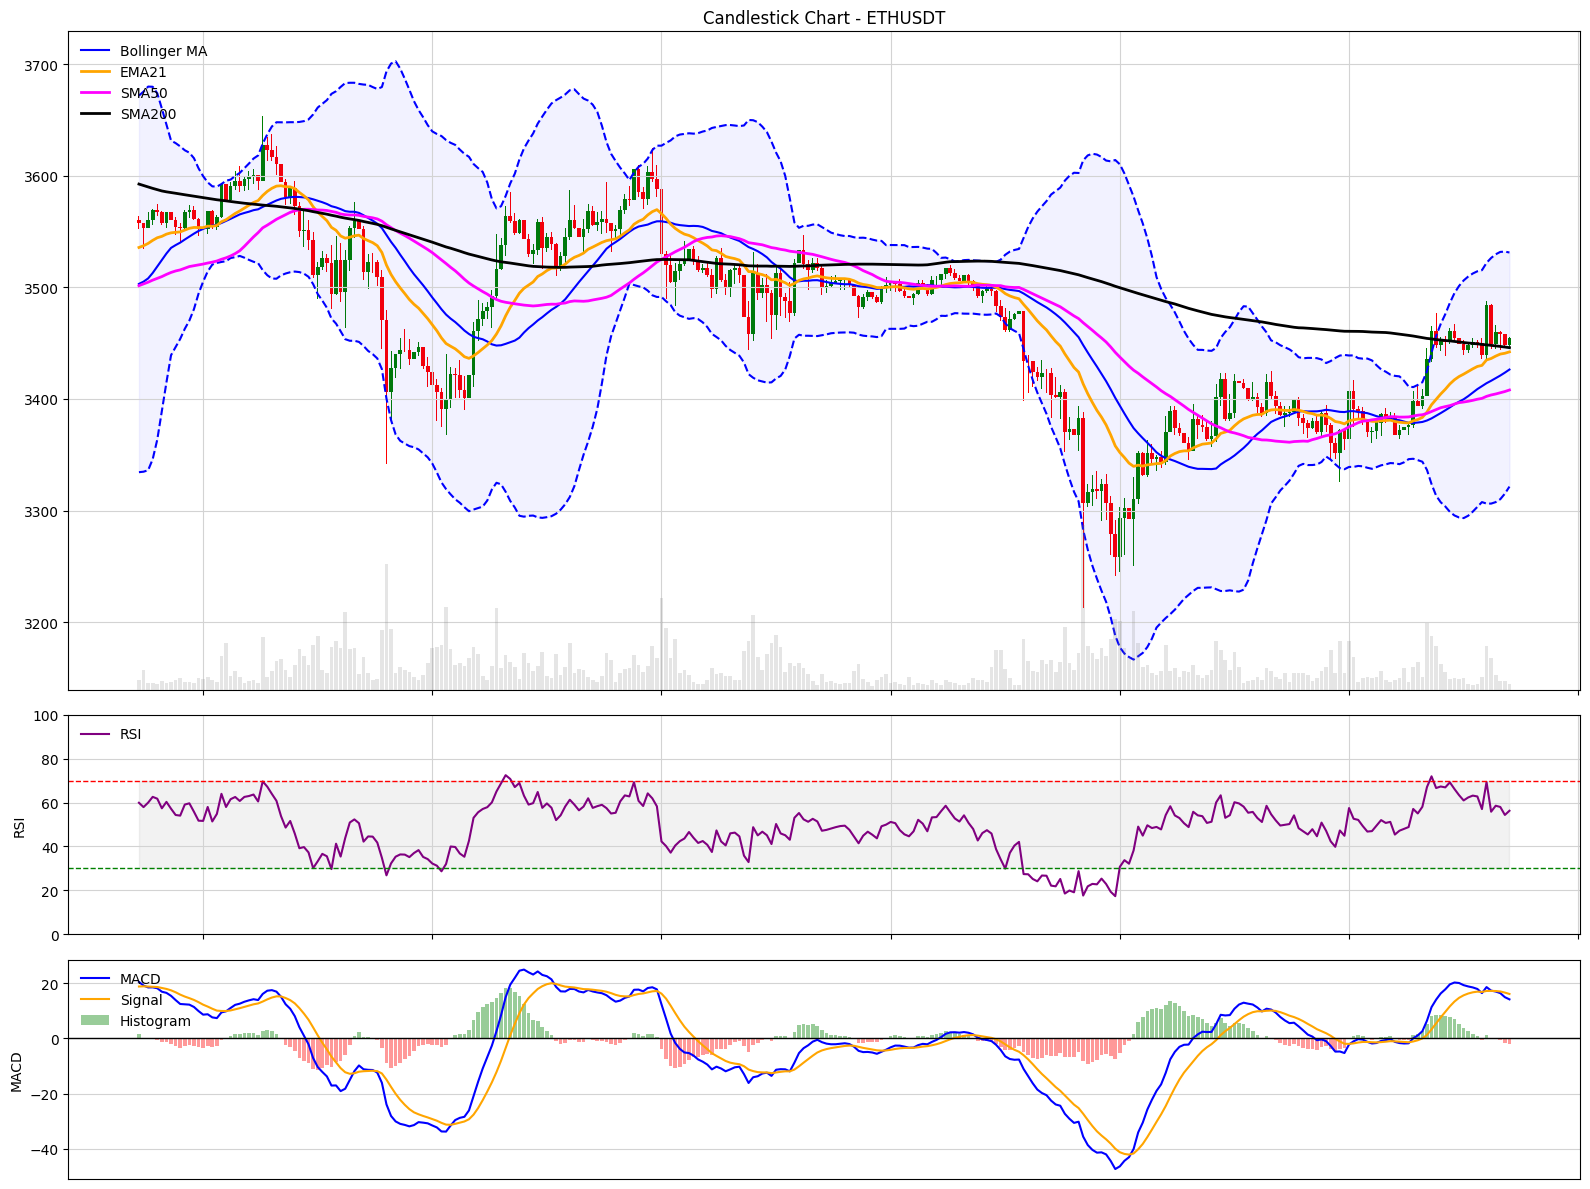 Candlestick Chart - ETHUSDT
Bollinger MA
EMA21
SMA50
SMA200
3700
3600
3500
3400
3300
3200
RSI
100
80
60
40
20
0
RSI
MACD
Signal
Histogram
20
0
−20
−40
MACD